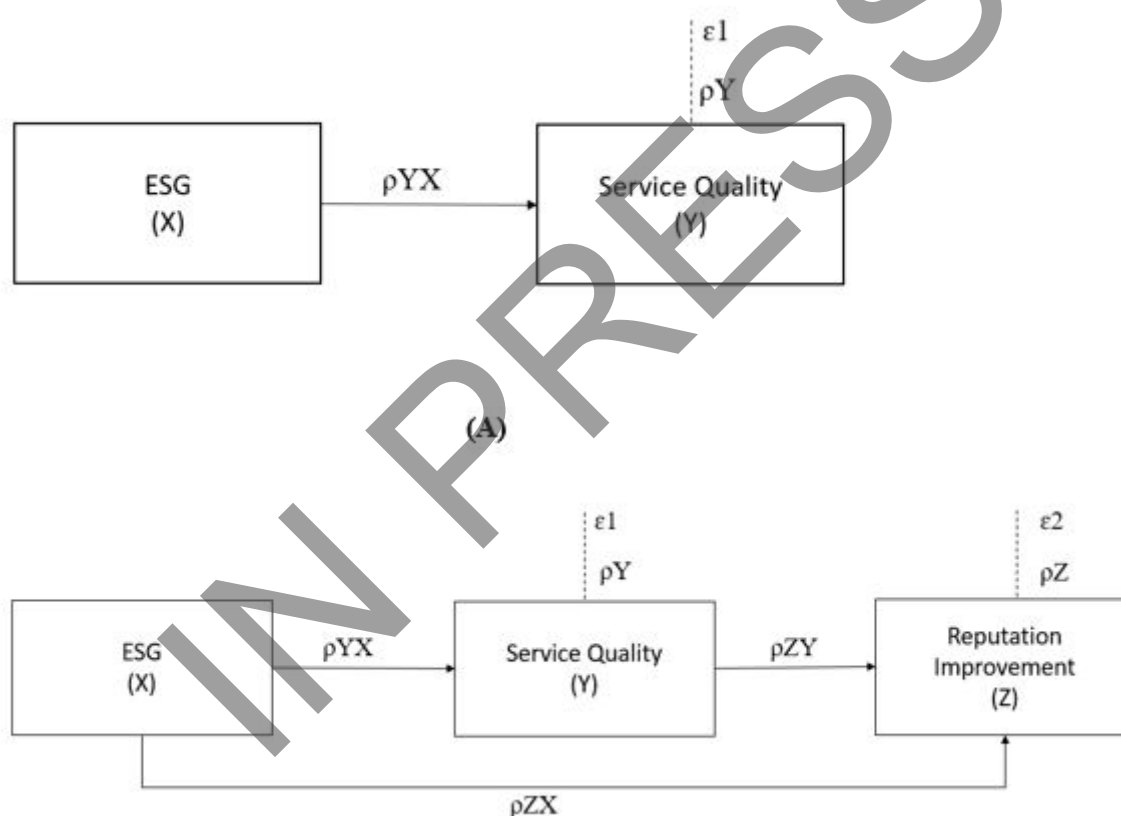 ε1
ρY
ESG
(X)
ρYX
Service Quality
(Y)
(A)
ε1
ρY
ε2
ρZ
ESG
(X)
ρYX
Service Quality
(Y)
ρZY
Reputation
Improvement
(Z)
ρZX
IN PRESS